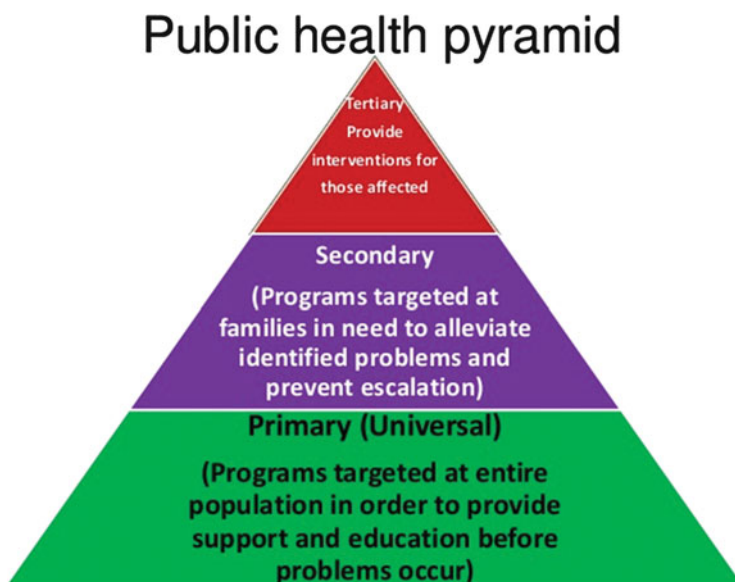 Public health pyramid
Tertiary
Provide
interventions for
those affected
Secondary
(Programs targeted at
families in need to alleviate
identified problems and
prevent escalation)
Primary (Universal)
(Programs targeted at entire
population in order to provide
support and education before
problems occur)